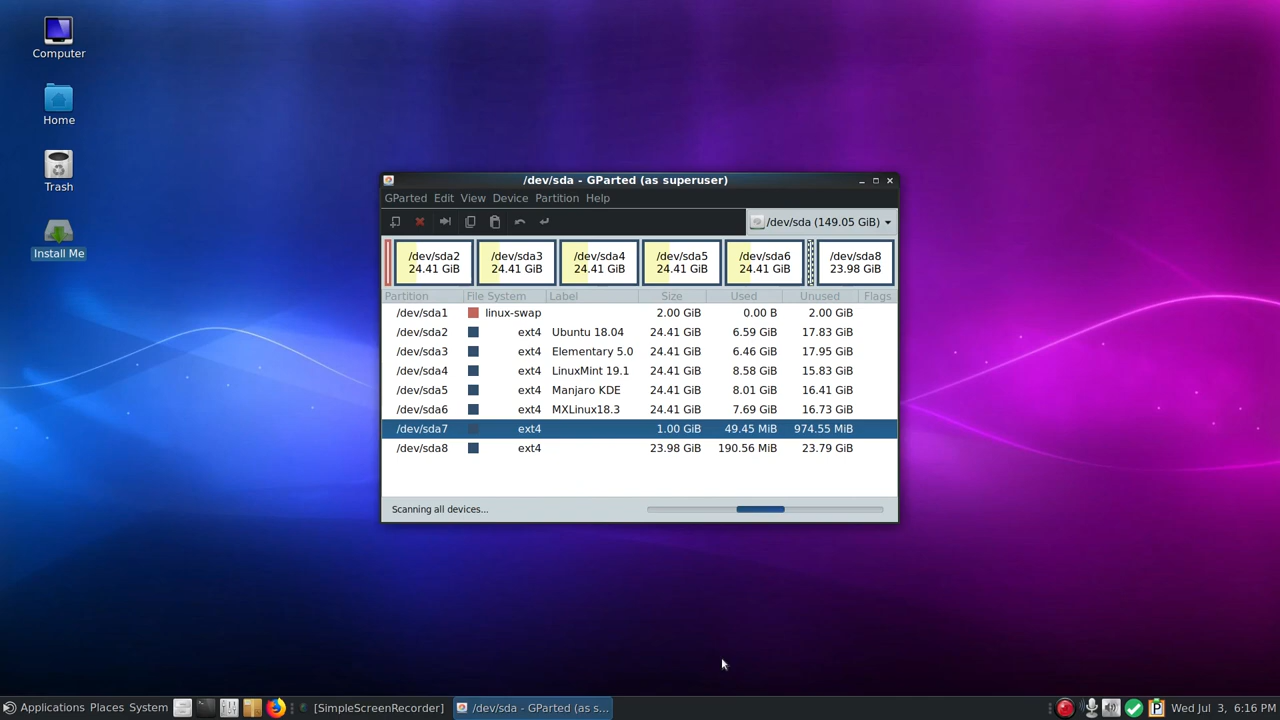 Computer
Home
Trash
Install Me
/dev/sda - GParted (as superuser)
GParted Edit View Device Partition Help
/dev/sda (149.05 GiB)
/dev/sda2 /dev/sda3 /dev/sda4 /dev/sda5 /dev/sda6 /dev/sda8
24.41 GiB 24.41 GiB 24.41 GiB 24.41 GiB 24.41 GiB 23.98 GiB
Partition File System Label Size Used Unused Flags
/dev/sda1 linux-swap 2.00 GiB 0.00 B 2.00 GiB
/dev/sda2 ext4 Ubuntu 18.04 24.41 GiB 6.59 GiB 17.83 GiB
/dev/sda3 ext4 Elementary 5.0 24.41 GiB 6.46 GiB 17.95 GiB
/dev/sda4 ext4 LinuxMint 19.1 24.41 GiB 8.58 GiB 15.83 GiB
/dev/sda5 ext4 Manjaro KDE 24.41 GiB 8.01 GiB 16.41 GiB
/dev/sda6 ext4 MXLinux18.3 24.41 GiB 7.69 GiB 16.73 GiB
/dev/sda7 ext4 1.00 GiB 49.45 MiB 974.55 MiB
/dev/sda8 ext4 23.98 GiB 190.56 MiB 23.79 GiB
Scanning all devices...
Applications Places System [SimpleScreenRecorder] /dev/sda - GParted (as s... Wed Jul 3, 6:16 PM